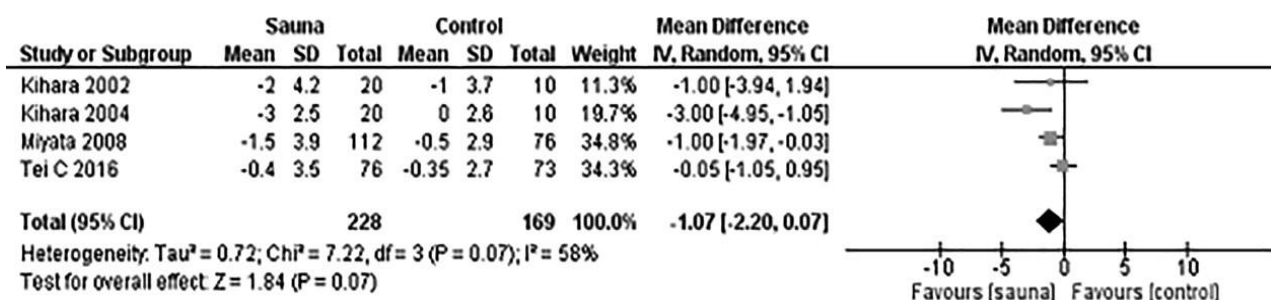 Sauna Control Mean Difference Mean Difference
Study or Subgroup Mean SD Total Mean SD Total Weight IV, Random, 95% CI IV, Random, 95% CI
Kihara 2002 -2 4.2 20 -1 3.7 10 11.3% -1.00 [-3.94, 1.94]
Kihara 2004 -3 2.5 20 0 2.6 10 19.7% -3.00 [-4.95, -1.05]
Miyata 2008 -1.5 3.9 112 -0.5 2.9 76 34.8% -1.00 [-1.97, -0.03]
Tei C 2016 -0.4 3.5 76 -0.35 2.7 73 34.3% -0.05 [-1.05, 0.95]
Total (95% CI) 228 169 100.0% -1.07 [-2.20, 0.07]
Heterogeneity: Tau² = 0.72; Chi² = 7.22, df = 3 (P = 0.07); I² = 58%
Test for overall effect: Z = 1.84 (P = 0.07)
-10 -5 0 5 10
Favours [sauna] Favours [control]